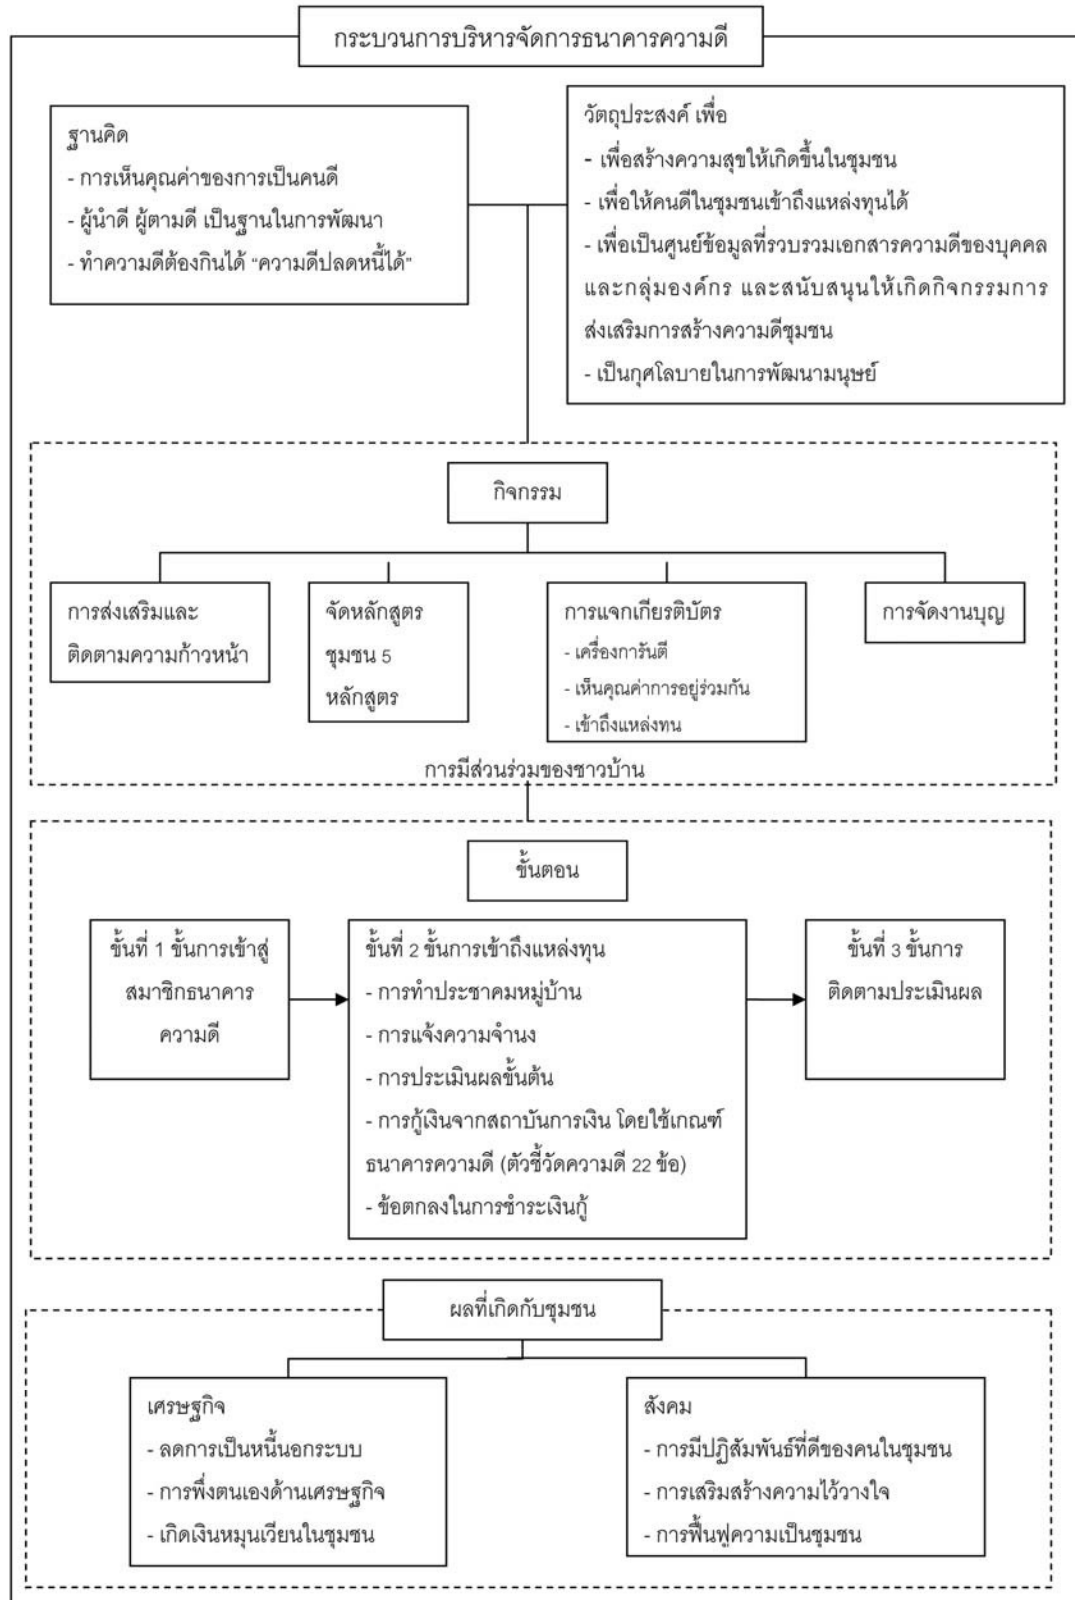 กระบวนการบริหารจัดการธนาคารความดี
ฐานคิด
- การเห็นคุณค่าของการเป็นคนดี
- ผู้นำดี ผู้ตามดี เป็นฐานในการพัฒนา
- ทำความดีต้องกินได้ “ความดีปลดหนี้ได้”
วัตถุประสงค์ เพื่อ
- เพื่อสร้างความสุขให้เกิดขึ้นในชุมชน
- เพื่อให้คนดีในชุมชนเข้าถึงแหล่งทุนได้
- เพื่อเป็นศูนย์ข้อมูลที่รวบรวมเอกสารความดีของบุคคล
และกลุ่มองค์กร และสนับสนุนให้เกิดกิจกรรมการ
ส่งเสริมการสร้างความดีชุมชน
- เป็นกุศโลบายในการพัฒนามนุษย์
กิจกรรม
การส่งเสริมและ
ติดตามความก้าวหน้า
จัดหลักสูตร
ชุมชน 5
หลักสูตร
การแจกเกียรติบัตร
- เครื่องการันตี
- เห็นคุณค่าการอยู่ร่วมกัน
- เข้าถึงแหล่งทน
การจัดงานบุญ
การมีส่วนร่วมของชาวบ้าน
ขั้นตอน
ขั้นที่ 1 ขั้นการเข้าสู่
สมาชิกธนาคาร
ความดี
ขั้นที่ 2 ขั้นการเข้าถึงแหล่งทุน
- การทำประชาคมหมู่บ้าน
- การแจ้งความจำนง
- การประเมินผลขั้นต้น
- การกู้เงินจากสถาบันการเงิน โดยใช้เกณฑ์
ธนาคารความดี (ตัวชี้วัดความดี 22 ข้อ)
- ข้อตกลงในการชำระเงินกู้
ขั้นที่ 3 ขั้นการ
ติดตามประเมินผล
ผลที่เกิดกับชุมชน
เศรษฐกิจ
- ลดการเป็นหนี้นอกระบบ
- การพึ่งตนเองด้านเศรษฐกิจ
- เกิดเงินหมุนเวียนในชุมชน
สังคม
- การมีปฏิสัมพันธ์ที่ดีของคนในชุมชน
- การเสริมสร้างความไว้วางใจ
- การฟื้นฟูความเป็นชุมชน